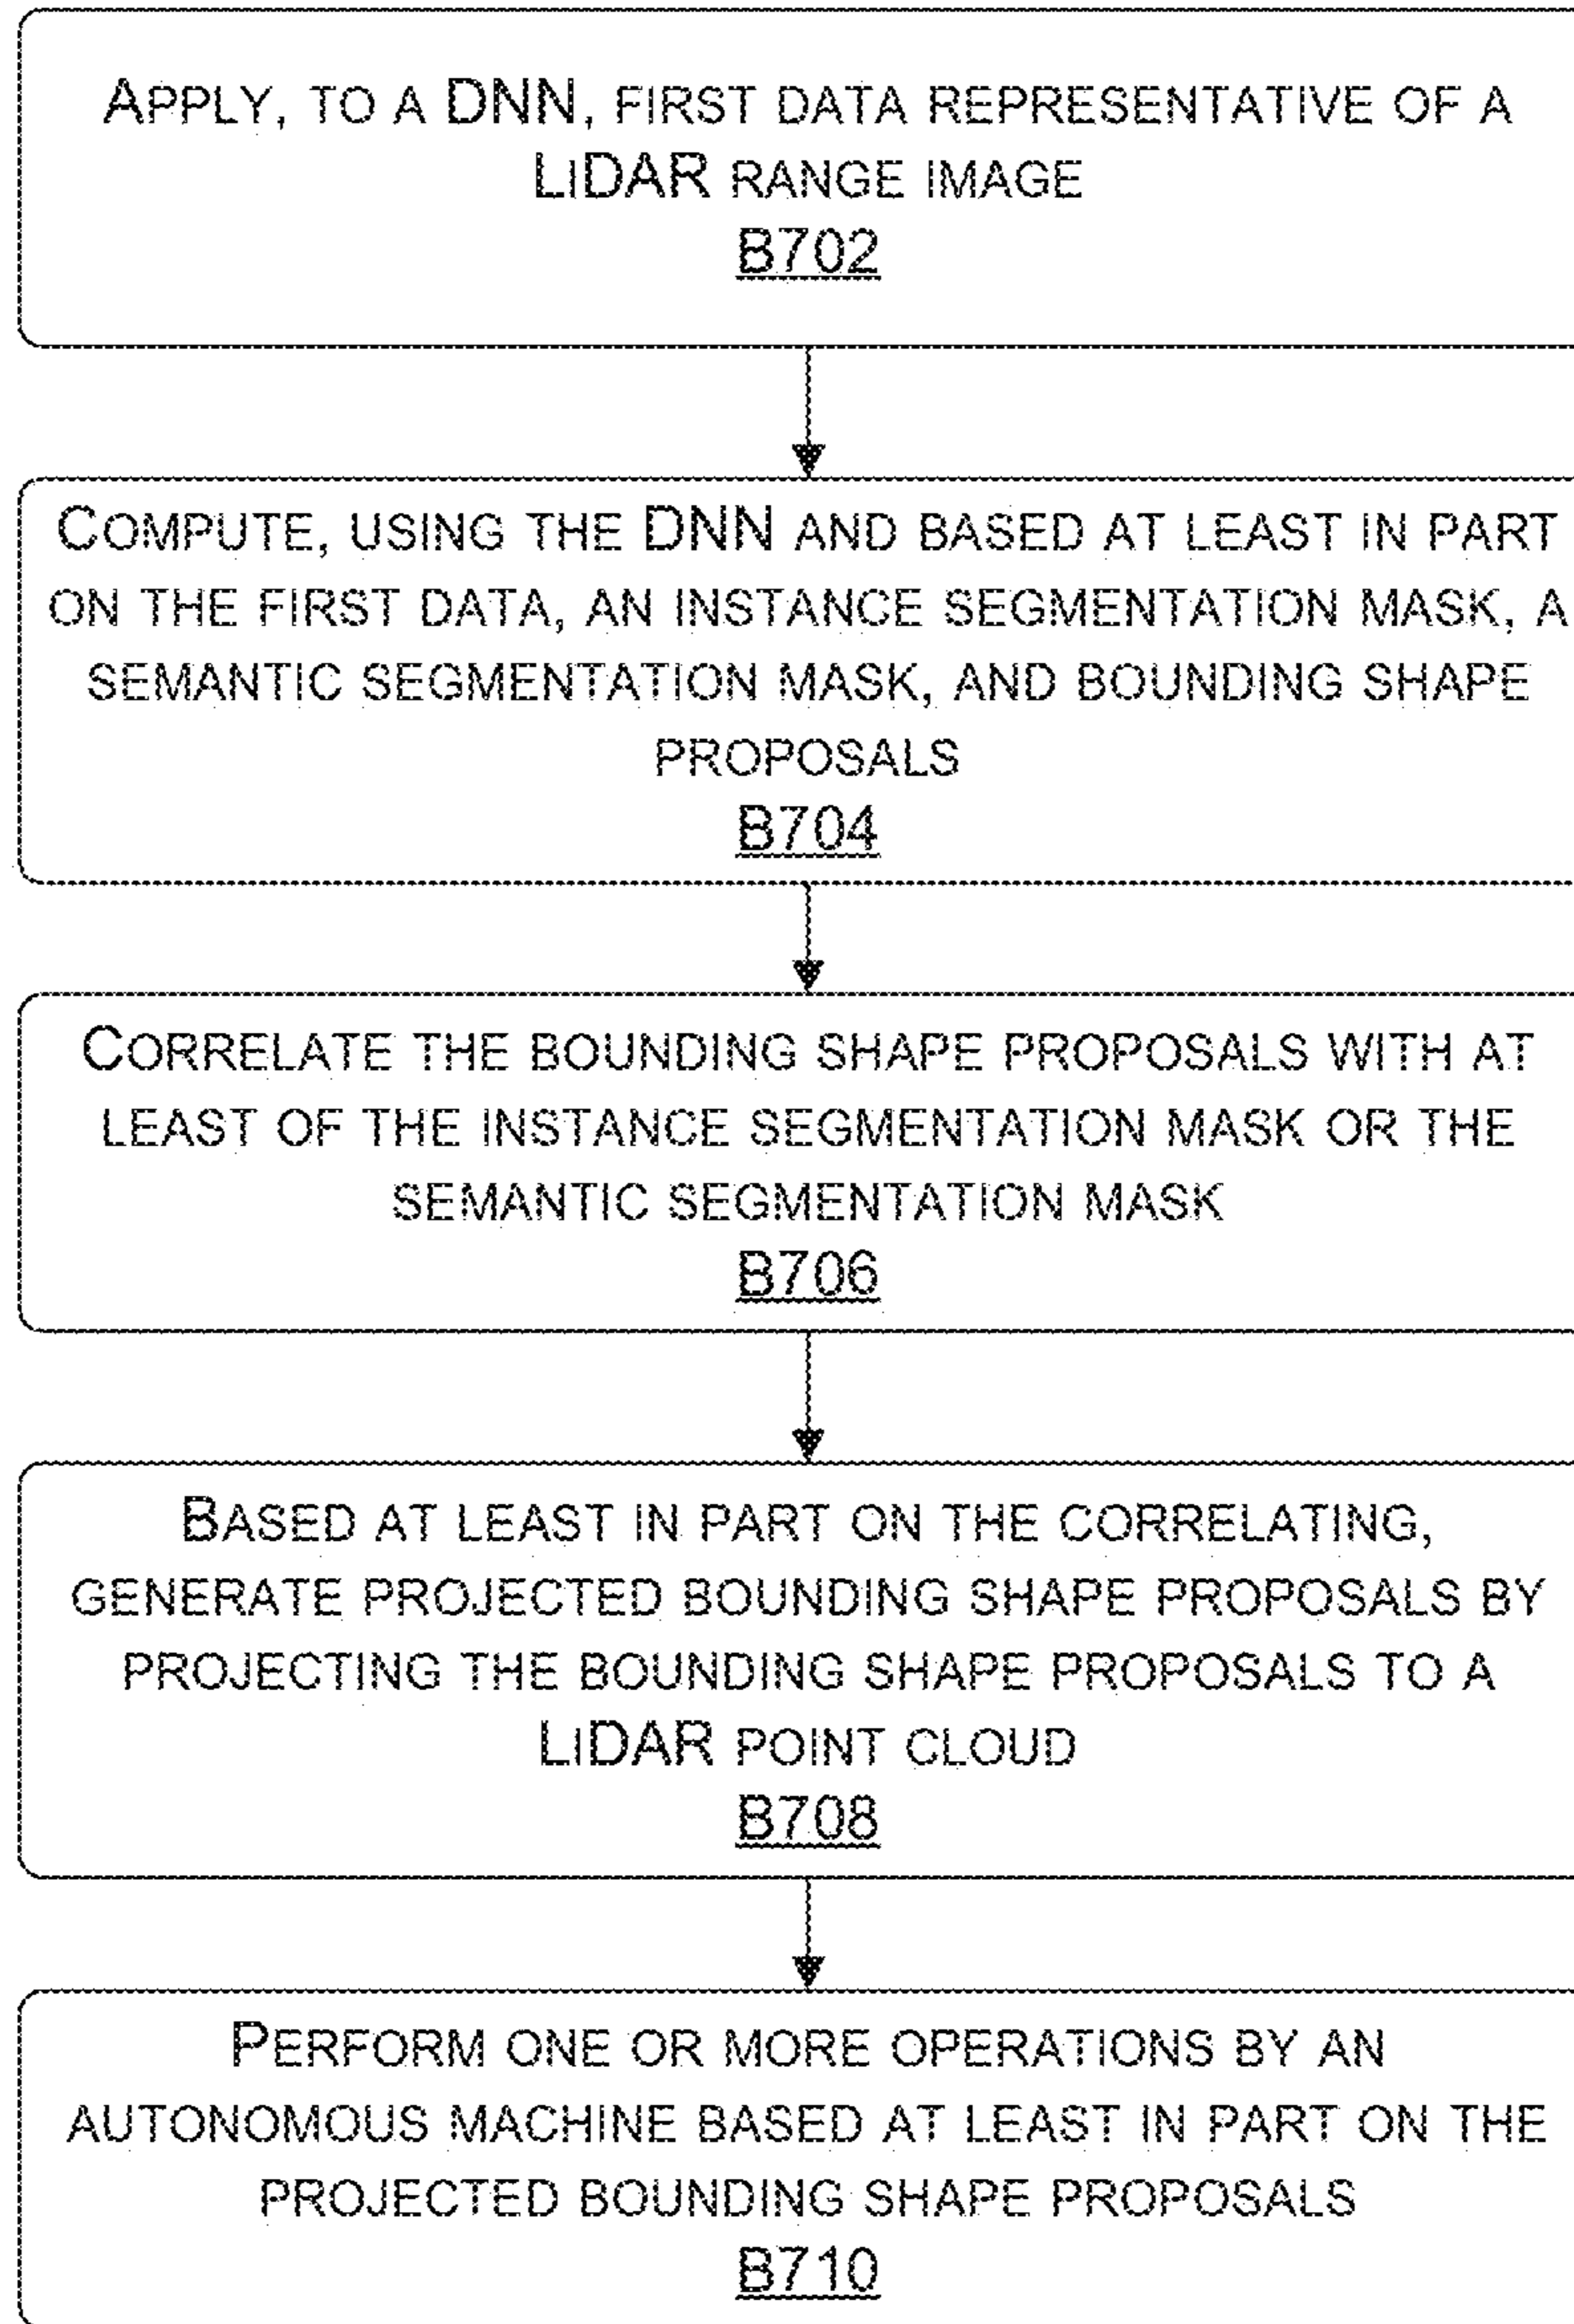 APPLY, TO A DNN, FIRST DATA REPRESENTATIVE OF A
LIDAR RANGE IMAGE
B702
COMPUTE, USING THE DNN AND BASED AT LEAST IN PART
ON THE FIRST DATA, AN INSTANCE SEGMENTATION MASK, A
SEMANTIC SEGMENTATION MASK, AND BOUNDING SHAPE
PROPOSALS
B704
CORRELATE THE BOUNDING SHAPE PROPOSALS WITH AT
LEAST OF THE INSTANCE SEGMENTATION MASK OR THE
SEMANTIC SEGMENTATION MASK
B706
BASED AT LEAST IN PART ON THE CORRELATING,
GENERATE PROJECTED BOUNDING SHAPE PROPOSALS BY
PROJECTING THE BOUNDING SHAPE PROPOSALS TO A
LIDAR POINT CLOUD
B708
PERFORM ONE OR MORE OPERATIONS BY AN
AUTONOMOUS MACHINE BASED AT LEAST IN PART ON THE
PROJECTED BOUNDING SHAPE PROPOSALS
B710